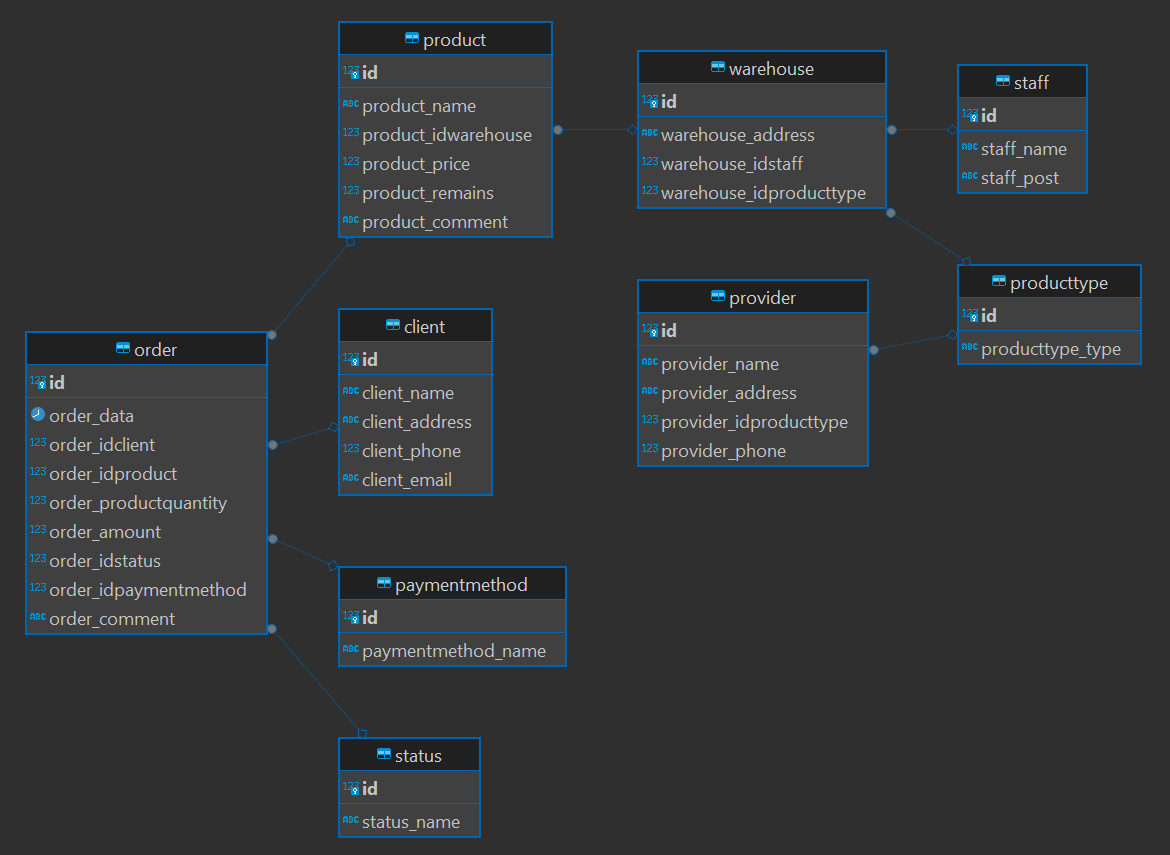 product
123 id
ABC product_name
123 product_idwarehouse
123 product_price
123 product_remains
ABC product_comment
warehouse
123 id
ABC warehouse_address
123 warehouse_idstaff
123 warehouse_idproducttype
staff
123 id
ABC staff_name
ABC staff_post
producttype
123 id
ABC producttype_type
provider
123 id
ABC provider_name
ABC provider_address
123 provider_idproducttype
123 provider_phone
client
123 id
ABC client_name
ABC client_address
123 client_phone
ABC client_email
order
123 id
order_data
123 order_idclient
123 order_idproduct
123 order_productquantity
123 order_amount
123 order_idstatus
123 order_idpaymentmethod
ABC order_comment
paymentmethod
123 id
ABC paymentmethod_name
status
123 id
ABC status_name